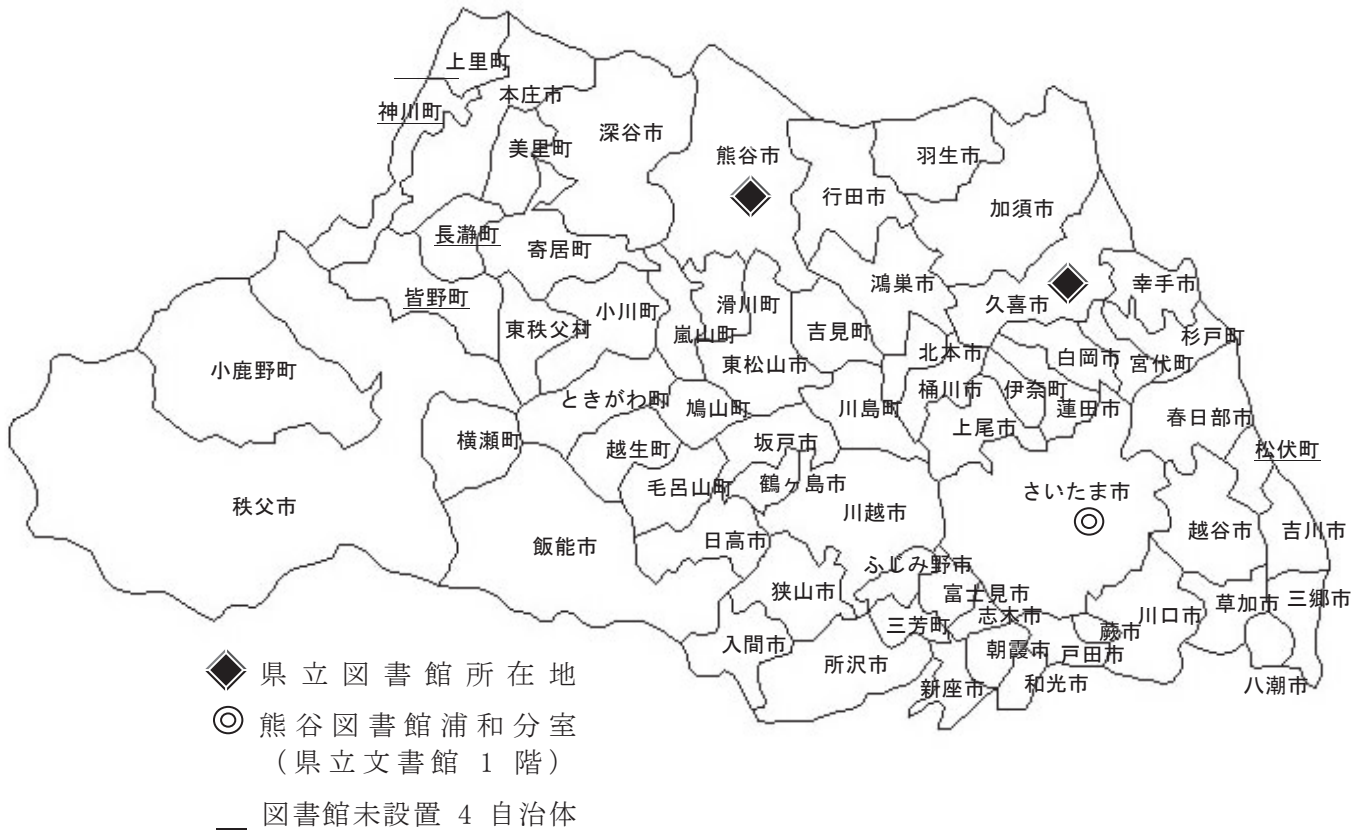 上里町
本庄市
神川町
美里町
深谷市
熊谷市
羽生市
行田市
加須市
長瀞町
寄居町
皆野町
東秩父村
小川町
嵐山町
滑川町
吉見町
鴻巣市
久喜市
幸手市
杉戸町
小鹿野町
東松山市
北本市
白岡市
宮代町
ときがわ町
鳩山町
川島町
桶川市
伊奈町
蓮田市
春日部市
横瀬町
越生町
坂戸市
上尾市
松伏町
毛呂山町
鶴ヶ島市
さいたま市
秩父市
川越市
越谷市
吉川市
飯能市
日高市
ふじみ野市
狭山市
富士見市
志木市
川口市
草加市
三郷市
入間市
三芳町
朝霞市
蕨市
戸田市
所沢市
新座市
和光市
八潮市
県立図書館所在地
熊谷図書館浦和分室
(県立文書館 1 階)
図書館未設置 4 自治体